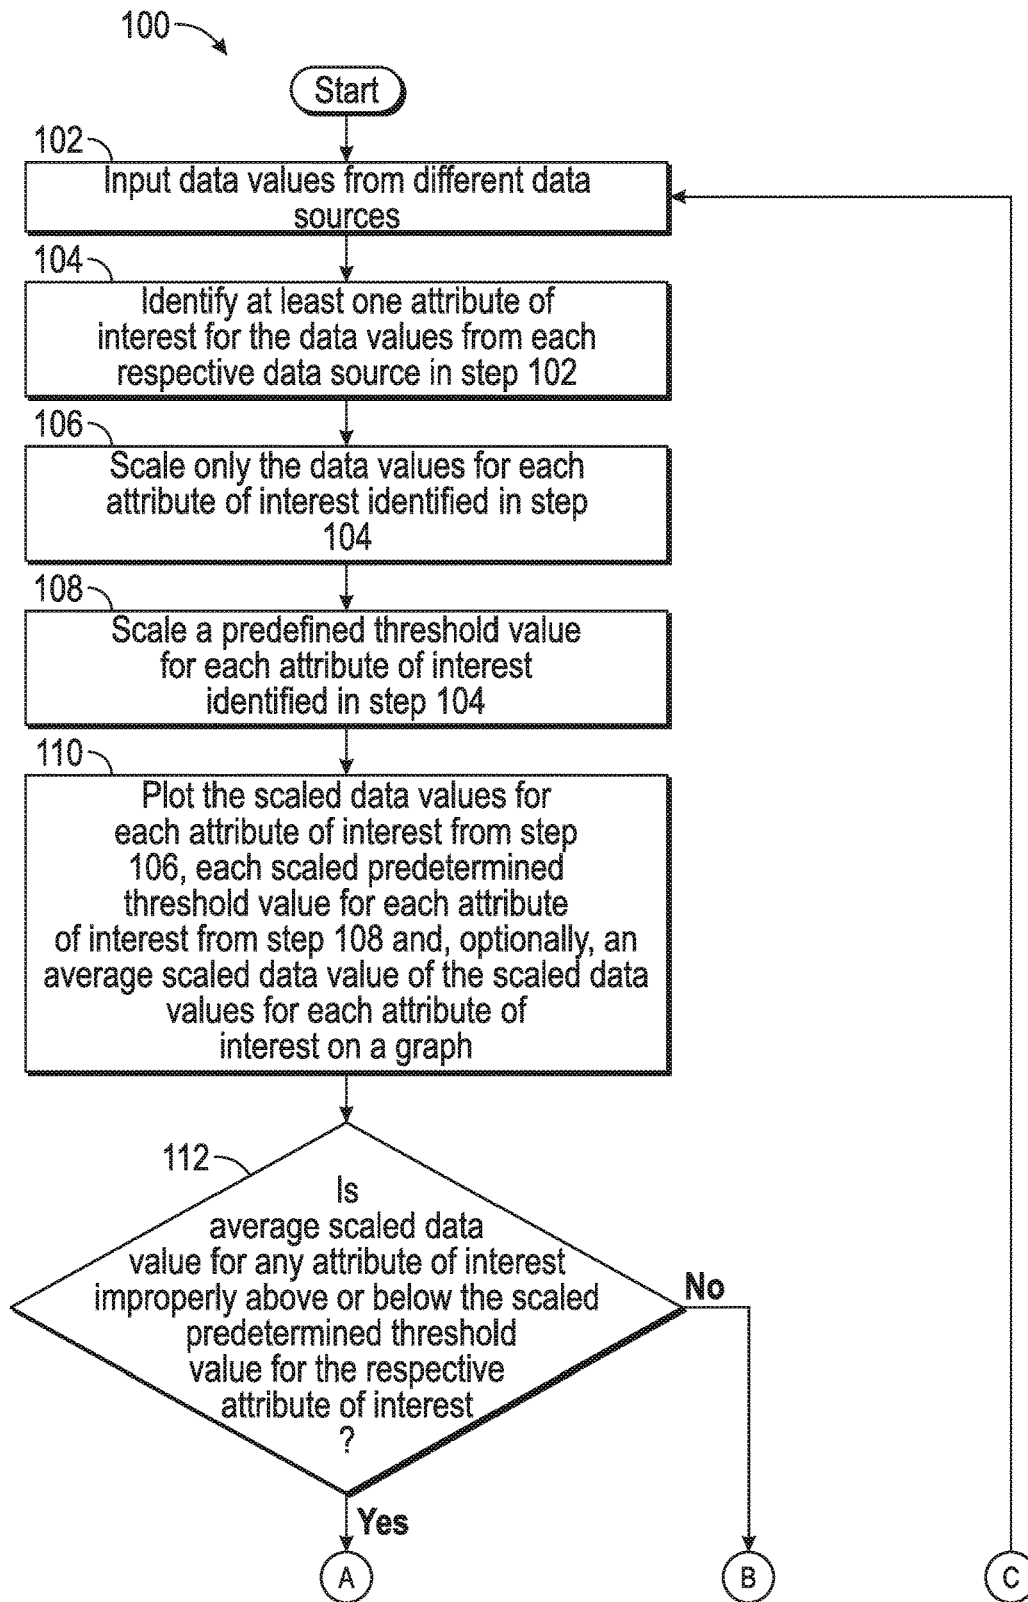 100
Start
102
Input data values from different data
sources
104
Identify at least one attribute of
interest for the data values from each
respective data source in step 102
106
Scale only the data values for each
attribute of interest identified in step
104
108
Scale a predefined threshold value
for each attribute of interest
identified in step 104
110
Plot the scaled data values for
each attribute of interest from step
106, each scaled predetermined
threshold value for each attribute
of interest from step 108 and, optionally, an
average scaled data value of the scaled data
values for each attribute of
interest on a graph
112
Is
average scaled data
value for any attribute of interest
improperly above or below the scaled
predetermined threshold
value for the respective
attribute of interest
?
No
Yes
A
B
C